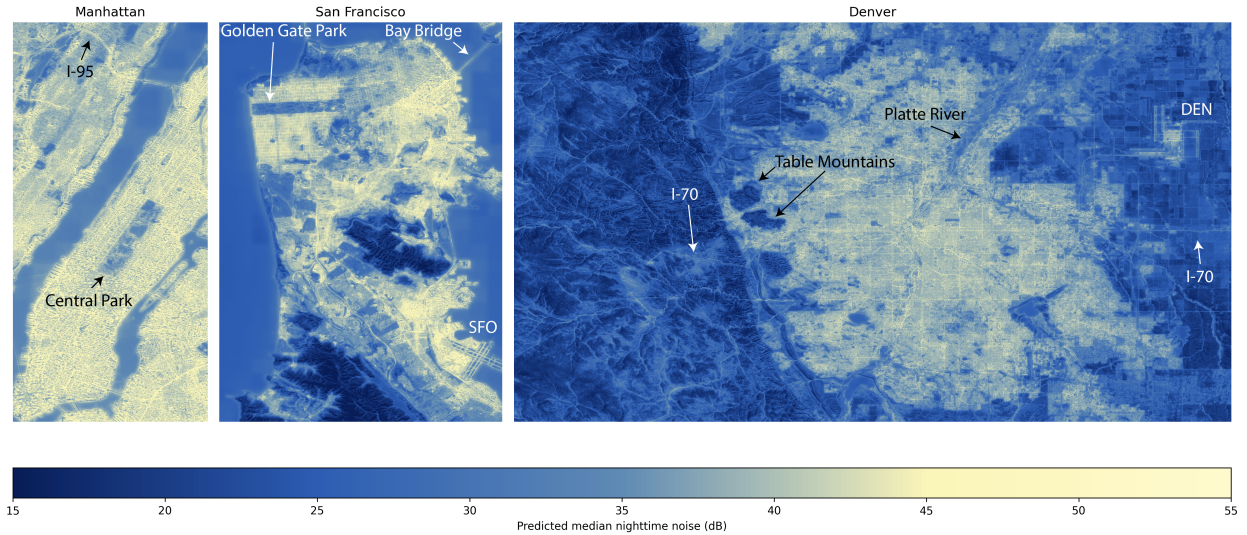 Manhattan
San Francisco
Denver
I-95
Central Park
Golden Gate Park
Bay Bridge
SFO
Platte River
DEN
Table Mountains
I-70
I-70
15 20 25 30 35 40 45 50 55
Predicted median nighttime noise (dB)